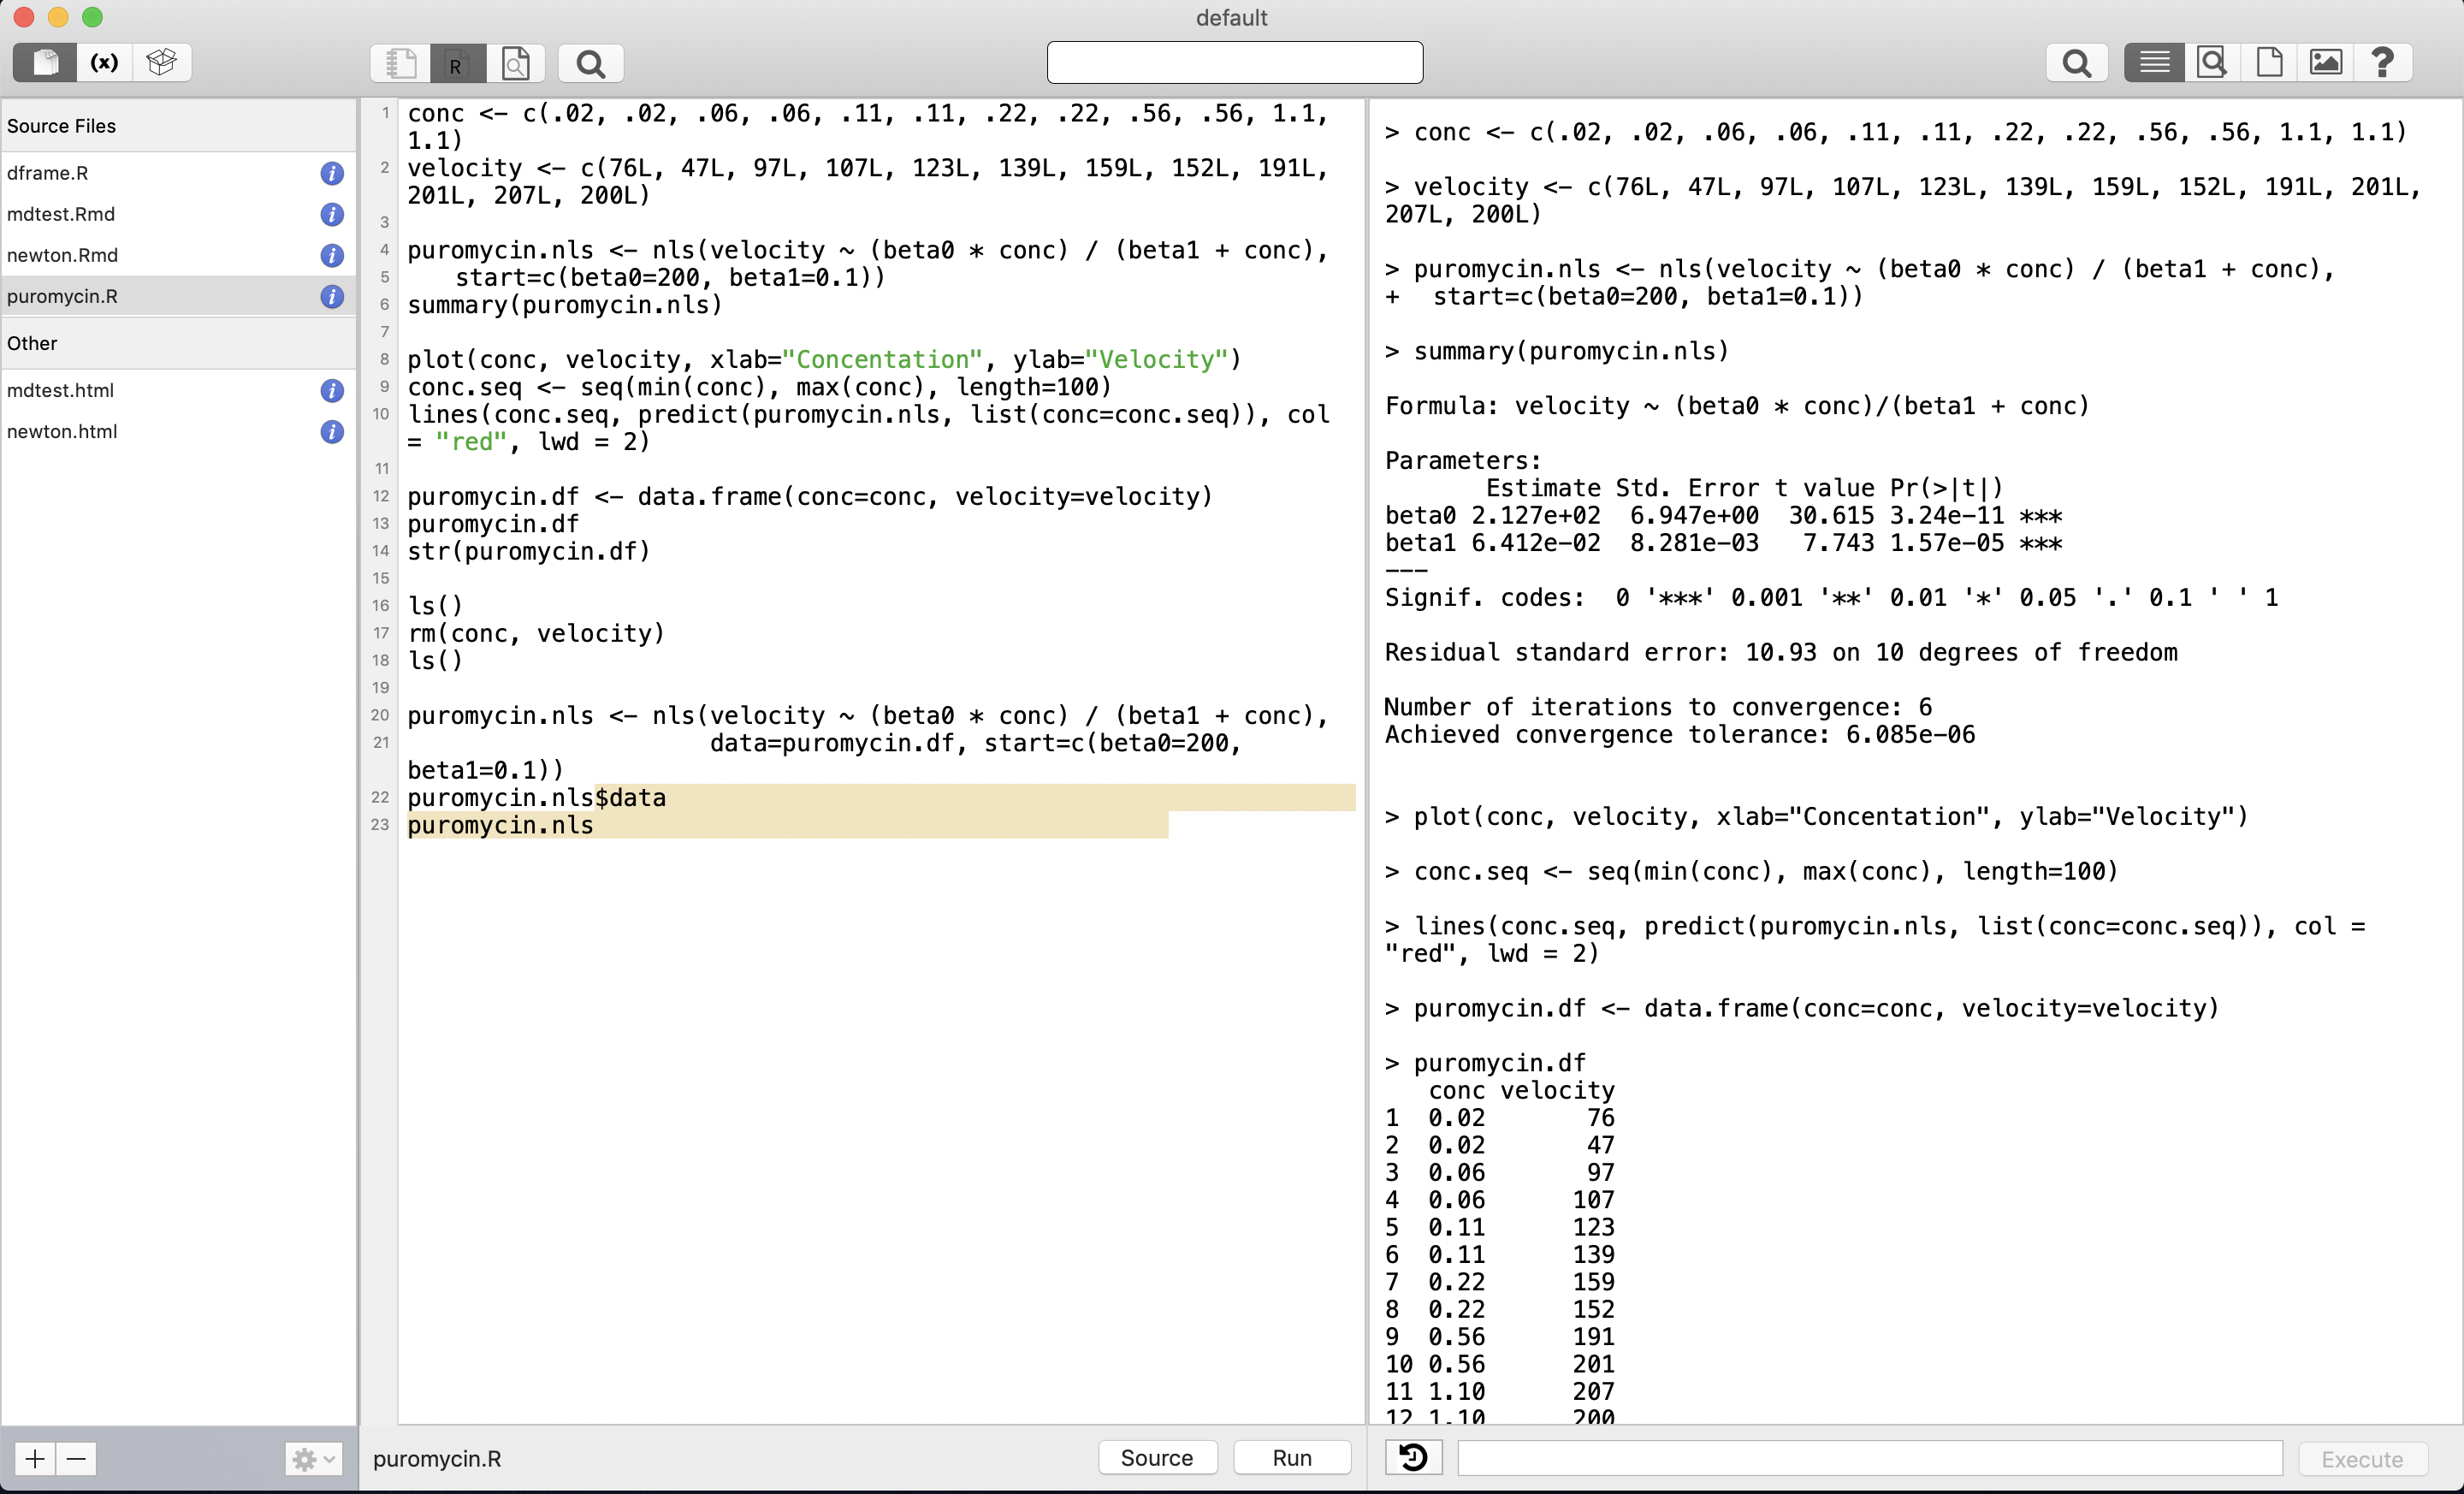 default
(x)
R
?
Source Files
dframe.R
mdtest.Rmd
newton.Rmd
puromycin.R
Other
mdtest.html
newton.html
1 conc <- c(.02, .02, .06, .06, .11, .11, .22, .22, .56, .56, 1.1,
1.1)
2 velocity <- c(76L, 47L, 97L, 107L, 123L, 139L, 159L, 152L, 191L,
201L, 207L, 200L)
3
4 puromycin.nls <- nls(velocity ~ (beta0 * conc) / (beta1 + conc),
5 start=c(beta0=200, beta1=0.1))
6 summary(puromycin.nls)
7
8 plot(conc, velocity, xlab="Concentation", ylab="Velocity")
9 conc.seq <- seq(min(conc), max(conc), length=100)
10 lines(conc.seq, predict(puromycin.nls, list(conc=conc.seq)), col
= "red", lwd = 2)
11
12 puromycin.df <- data.frame(conc=conc, velocity=velocity)
13 puromycin.df
14 str(puromycin.df)
15
16 ls()
17 rm(conc, velocity)
18 ls()
19
20 puromycin.nls <- nls(velocity ~ (beta0 * conc) / (beta1 + conc),
21 data=puromycin.df, start=c(beta0=200,
beta1=0.1))
22 puromycin.nls$data
23 puromycin.nls
> conc <- c(.02, .02, .06, .06, .11, .11, .22, .22, .56, .56, 1.1, 1.1)
> velocity <- c(76L, 47L, 97L, 107L, 123L, 139L, 159L, 152L, 191L, 201L,
207L, 200L)
> puromycin.nls <- nls(velocity ~ (beta0 * conc) / (beta1 + conc),
+ start=c(beta0=200, beta1=0.1))
> summary(puromycin.nls)
Formula: velocity ~ (beta0 * conc)/(beta1 + conc)
Parameters:
Estimate Std. Error t value Pr(>|t|)
beta0 2.127e+02 6.947e+00 30.615 3.24e-11 ***
beta1 6.412e-02 8.281e-03 7.743 1.57e-05 ***
---
Signif. codes: 0 '***' 0.001 '**' 0.01 '*' 0.05 '.' 0.1 ' ' 1
Residual standard error: 10.93 on 10 degrees of freedom
Number of iterations to convergence: 6
Achieved convergence tolerance: 6.085e-06
> plot(conc, velocity, xlab="Concentation", ylab="Velocity")
> conc.seq <- seq(min(conc), max(conc), length=100)
> lines(conc.seq, predict(puromycin.nls, list(conc=conc.seq)), col =
"red", lwd = 2)
> puromycin.df <- data.frame(conc=conc, velocity=velocity)
> puromycin.df
conc velocity
1 0.02 76
2 0.02 47
3 0.06 97
4 0.06 107
5 0.11 123
6 0.11 139
7 0.22 159
8 0.22 152
9 0.56 191
10 0.56 201
11 1.10 207
12 1.10 200
puromycin.R
Source
Run
Execute